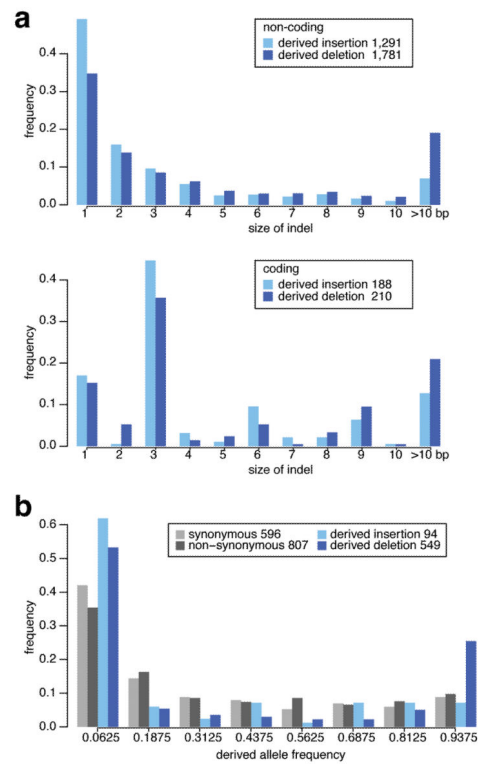 a
non-coding
derived insertion 1,291
derived deletion 1,781
frequency
0.4
0.3
0.2
0.1
0.0
1 2 3 4 5 6 7 8 9 10 >10 bp
size of indel
coding
derived insertion 188
derived deletion 210
frequency
0.4
0.3
0.2
0.1
0.0
1 2 3 4 5 6 7 8 9 10 >10 bp
size of indel
b
synonymous 596 derived insertion 94
non-synonymous 807 derived deletion 549
frequency
0.6
0.5
0.4
0.3
0.2
0.1
0.0
0.0625 0.1875 0.3125 0.4375 0.5625 0.6875 0.8125 0.9375
derived allele frequency